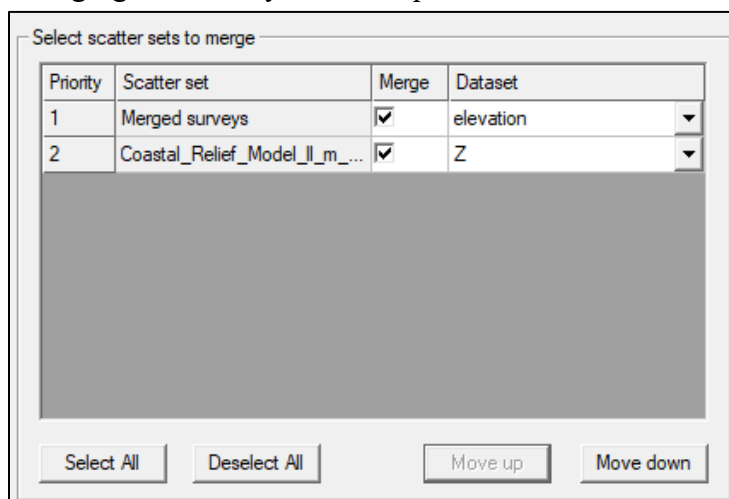 Select scatter sets to merge
Priority Scatter set Merge Dataset
1 Merged surveys elevation
2 Coastal_Relief_Model_II_m_... Z
Select All Deselect All Move up Move down